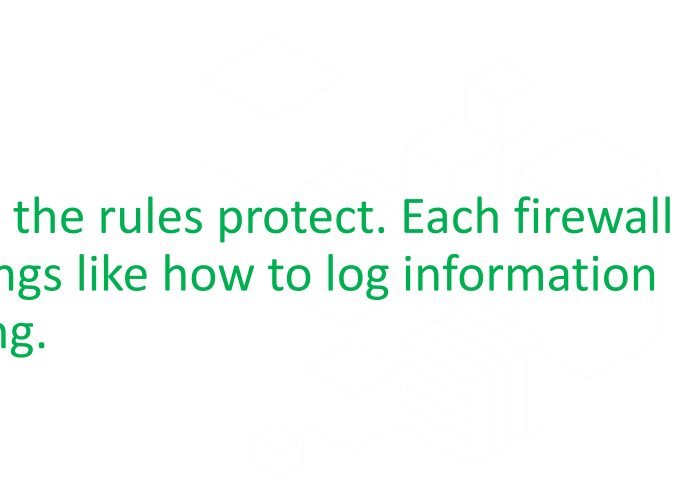 the rules protect. Each firewall
ngs like how to log information
ng.